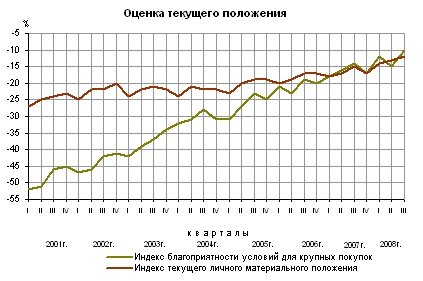 Оценка текущего положения
%
-5
-10
-15
-20
-25
-30
-35
-40
-45
-50
-55
I II III IV I II III IV I II III IV I II III IV I II III IV I II III IV I II III IV I II III
кварталы
2001г. 2002г. 2003г. 2004г. 2005г. 2006г. 2007г. 2008г.
Индекс благоприятности условий для крупных покупок
Индекс текущего личного материального положения